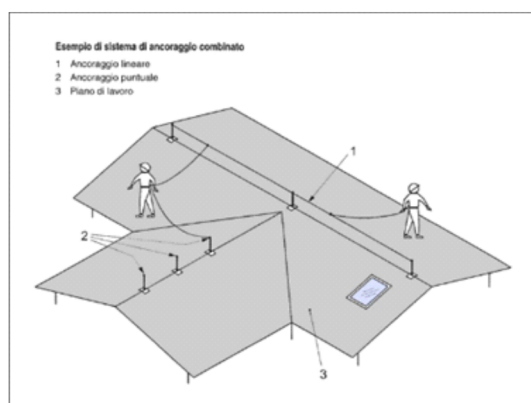 Esempio di sistema di ancoraggio combinato
1 Ancoraggio lineare
2 Ancoraggio puntuale
3 Piano di lavoro
1
2
3